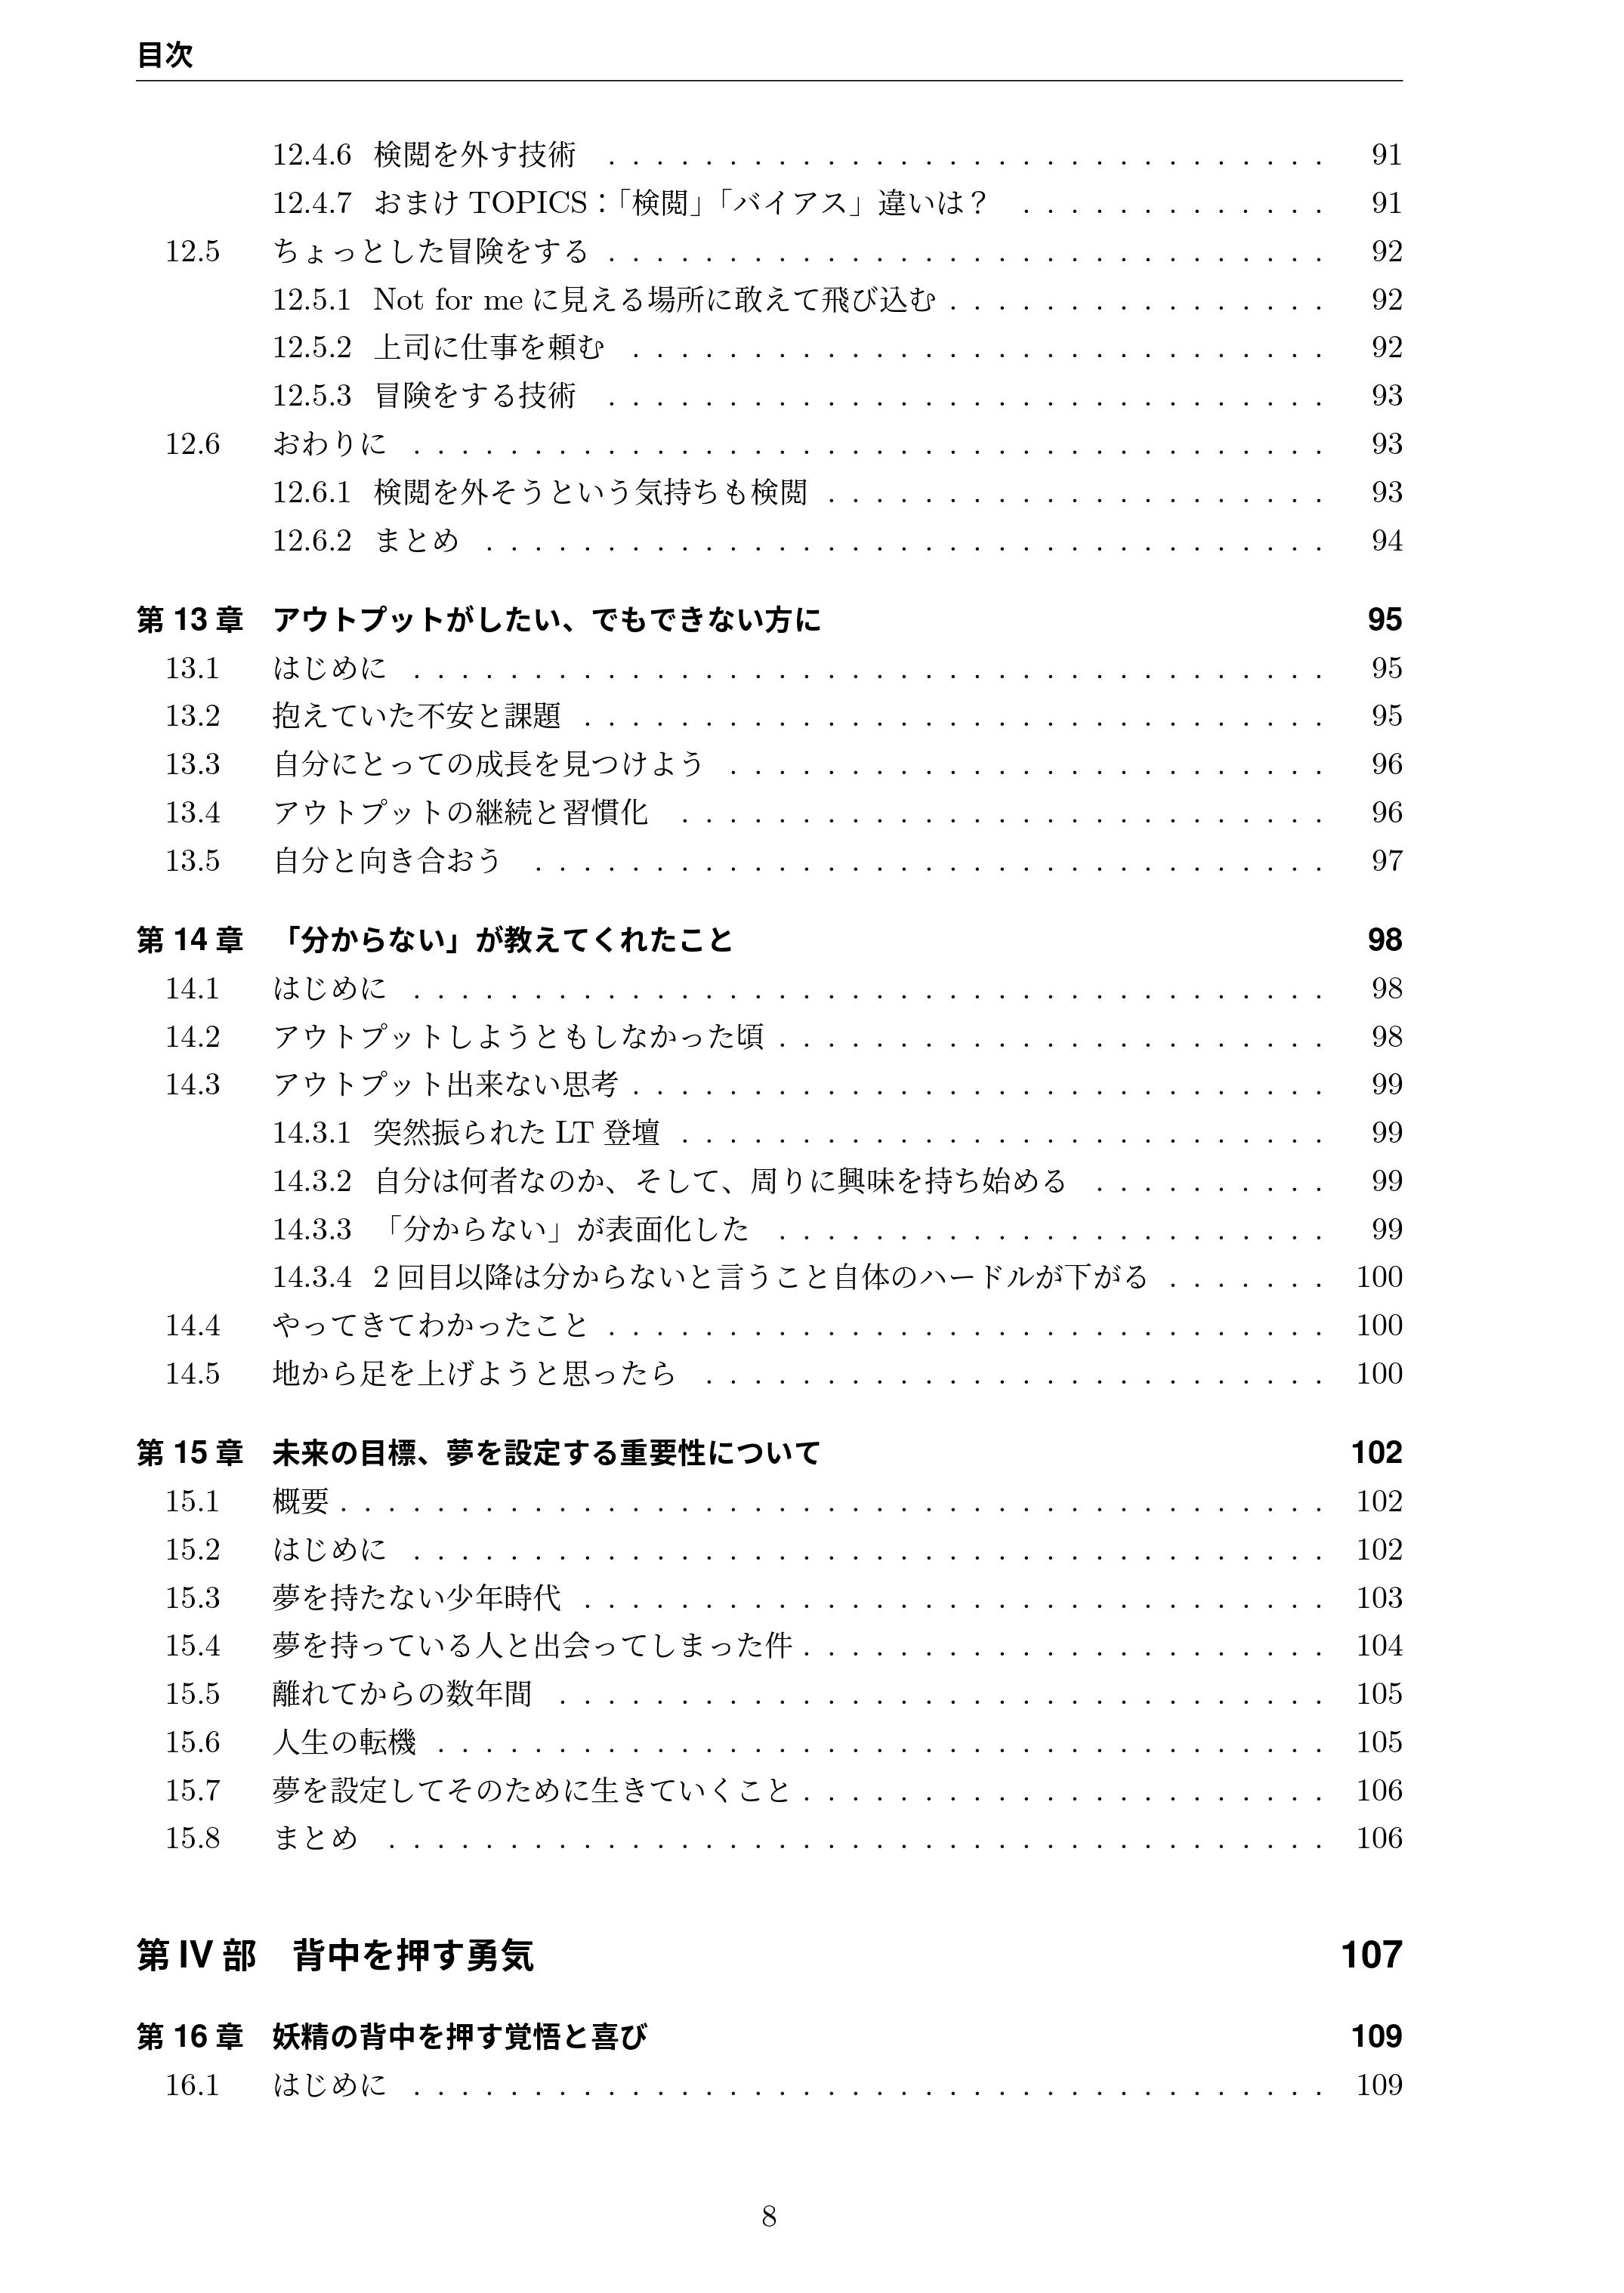 目次
12.4.6 検閲を外す技術 . . . . . . . . . . . . . . . . . . . . . . . . . . . . . . 91
12.4.7 おまけ TOPICS：「検閲」「バイアス」違いは？ . . . . . . . . . . . . . 91
12.5 ちょっとした冒険をする . . . . . . . . . . . . . . . . . . . . . . . . . . . . . . 92
12.5.1 Not for me に見える場所に敢えて飛び込む . . . . . . . . . . . . . . . . 92
12.5.2 上司に仕事を頼む . . . . . . . . . . . . . . . . . . . . . . . . . . . . . 92
12.5.3 冒険をする技術 . . . . . . . . . . . . . . . . . . . . . . . . . . . . . . 93
12.6 おわりに . . . . . . . . . . . . . . . . . . . . . . . . . . . . . . . . . . . . . . 93
12.6.1 検閲を外そうという気持ちも検閲 . . . . . . . . . . . . . . . . . . . . . 93
12.6.2 まとめ . . . . . . . . . . . . . . . . . . . . . . . . . . . . . . . . . . . 94
第 13 章 アウトプットがしたい、でもできない方に 95
13.1 はじめに . . . . . . . . . . . . . . . . . . . . . . . . . . . . . . . . . . . . . . 95
13.2 抱えていた不安と課題 . . . . . . . . . . . . . . . . . . . . . . . . . . . . . . . 95
13.3 自分にとっての成長を見つけよう . . . . . . . . . . . . . . . . . . . . . . . . . 96
13.4 アウトプットの継続と習慣化 . . . . . . . . . . . . . . . . . . . . . . . . . . . 96
13.5 自分と向き合おう . . . . . . . . . . . . . . . . . . . . . . . . . . . . . . . . . 97
第 14 章 「分からない」が教えてくれたこと 98
14.1 はじめに . . . . . . . . . . . . . . . . . . . . . . . . . . . . . . . . . . . . . . 98
14.2 アウトプットしようともしなかった頃 . . . . . . . . . . . . . . . . . . . . . . . 98
14.3 アウトプット出来ない思考 . . . . . . . . . . . . . . . . . . . . . . . . . . . . . 99
14.3.1 突然振られた LT 登壇 . . . . . . . . . . . . . . . . . . . . . . . . . . . 99
14.3.2 自分は何者なのか、そして、周りに興味を持ち始める . . . . . . . . . . 99
14.3.3 「分からない」が表面化した . . . . . . . . . . . . . . . . . . . . . . . 99
14.3.4 2 回目以降は分からないと言うこと自体のハードルが下がる . . . . . . . 100
14.4 やってきてわかったこと . . . . . . . . . . . . . . . . . . . . . . . . . . . . . . 100
14.5 地から足を上げようと思ったら . . . . . . . . . . . . . . . . . . . . . . . . . . 100
第 15 章 未来の目標、夢を設定する重要性について 102
15.1 概要 . . . . . . . . . . . . . . . . . . . . . . . . . . . . . . . . . . . . . . . . . 102
15.2 はじめに . . . . . . . . . . . . . . . . . . . . . . . . . . . . . . . . . . . . . . 102
15.3 夢を持たない少年時代 . . . . . . . . . . . . . . . . . . . . . . . . . . . . . . . 103
15.4 夢を持っている人と出会ってしまった件 . . . . . . . . . . . . . . . . . . . . . . 104
15.5 離れてからの数年間 . . . . . . . . . . . . . . . . . . . . . . . . . . . . . . . . 105
15.6 人生の転機 . . . . . . . . . . . . . . . . . . . . . . . . . . . . . . . . . . . . . 105
15.7 夢を設定してそのために生きていくこと . . . . . . . . . . . . . . . . . . . . . . 106
15.8 まとめ . . . . . . . . . . . . . . . . . . . . . . . . . . . . . . . . . . . . . . . 106
第 IV 部 背中を押す勇気 107
第 16 章 妖精の背中を押す覚悟と喜び 109
16.1 はじめに . . . . . . . . . . . . . . . . . . . . . . . . . . . . . . . . . . . . . . 109
8